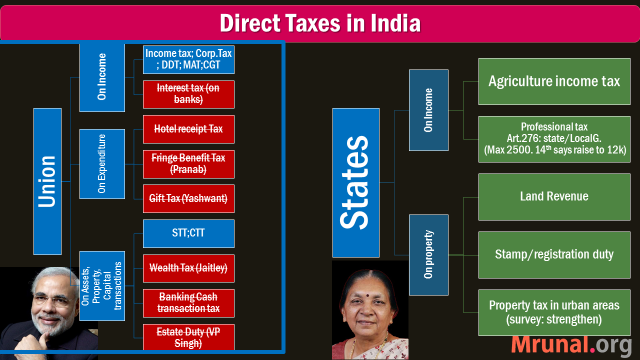 Direct Taxes in India
Union
On Income
Income tax; Corp.Tax
; DDT; MAT;CGT
Interest tax (on
banks)
On Expenditure
Hotel receipt Tax
Fringe Benefit Tax
(Pranab)
Gift Tax (Yashwant)
On Assets,
Property,
Capital
transactions
STT;CTT
Wealth Tax (Jaitley)
Banking Cash
transaction tax
Estate Duty (VP
Singh)
States
On Income
Agriculture income tax
Professional tax
Art.276: state/LocalG.
(Max 2500. 14th says raise to 12k)
On property
Land Revenue
Stamp/registration duty
Property tax in urban areas
(survey: strengthen)
Mrunal.org